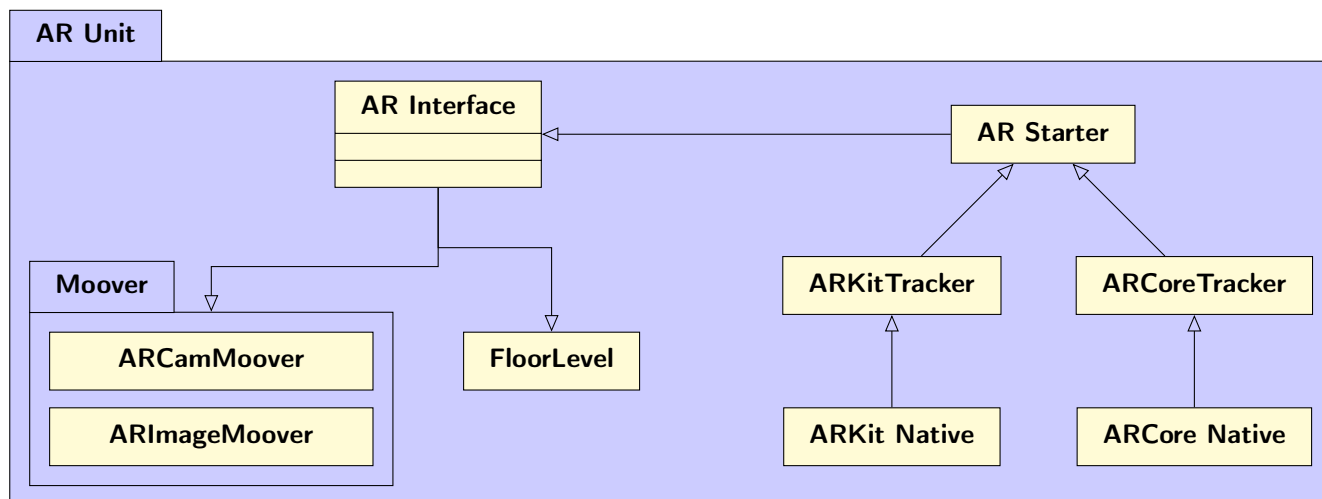 AR Unit
AR Interface
AR Starter
Moover
ARKitTracker
ARCoreTracker
ARCamMoover
FloorLevel
ARImageMoover
ARKit Native
ARCore Native